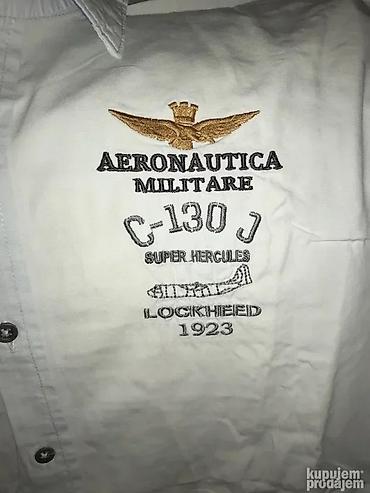 AERONAUTICA
MILITARE
C-130 J
SUPER HERCULES
LOCKHEED
1923
kupujem
prodajem